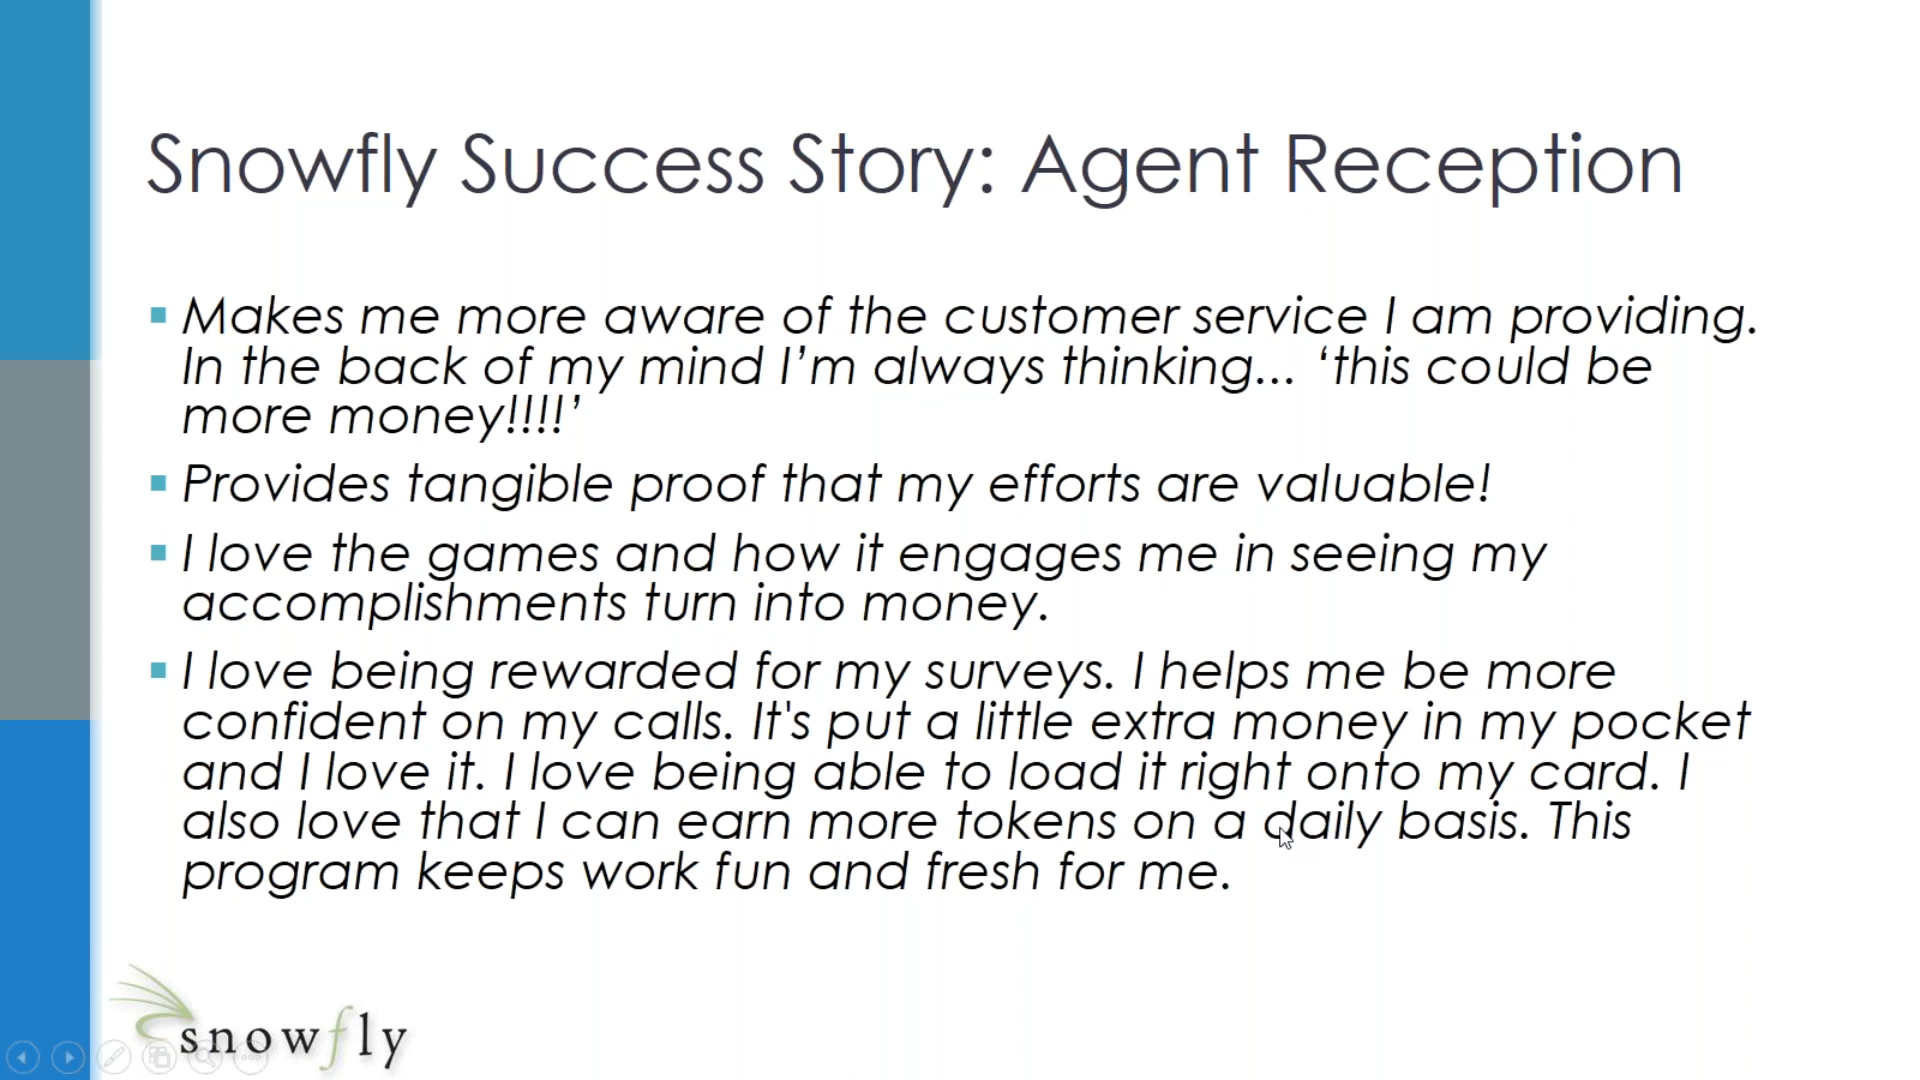 Snowfly Success Story: Agent Reception
Makes me more aware of the customer service I am providing.
In the back of my mind I’m always thinking... ‘this could be
more money!!!!’
Provides tangible proof that my efforts are valuable!
I love the games and how it engages me in seeing my
accomplishments turn into money.
I love being rewarded for my surveys. I helps me be more
confident on my calls. It's put a little extra money in my pocket
and I love it. I love being able to load it right onto my card. I
also love that I can earn more tokens on a daily basis. This
program keeps work fun and fresh for me.
snowfly